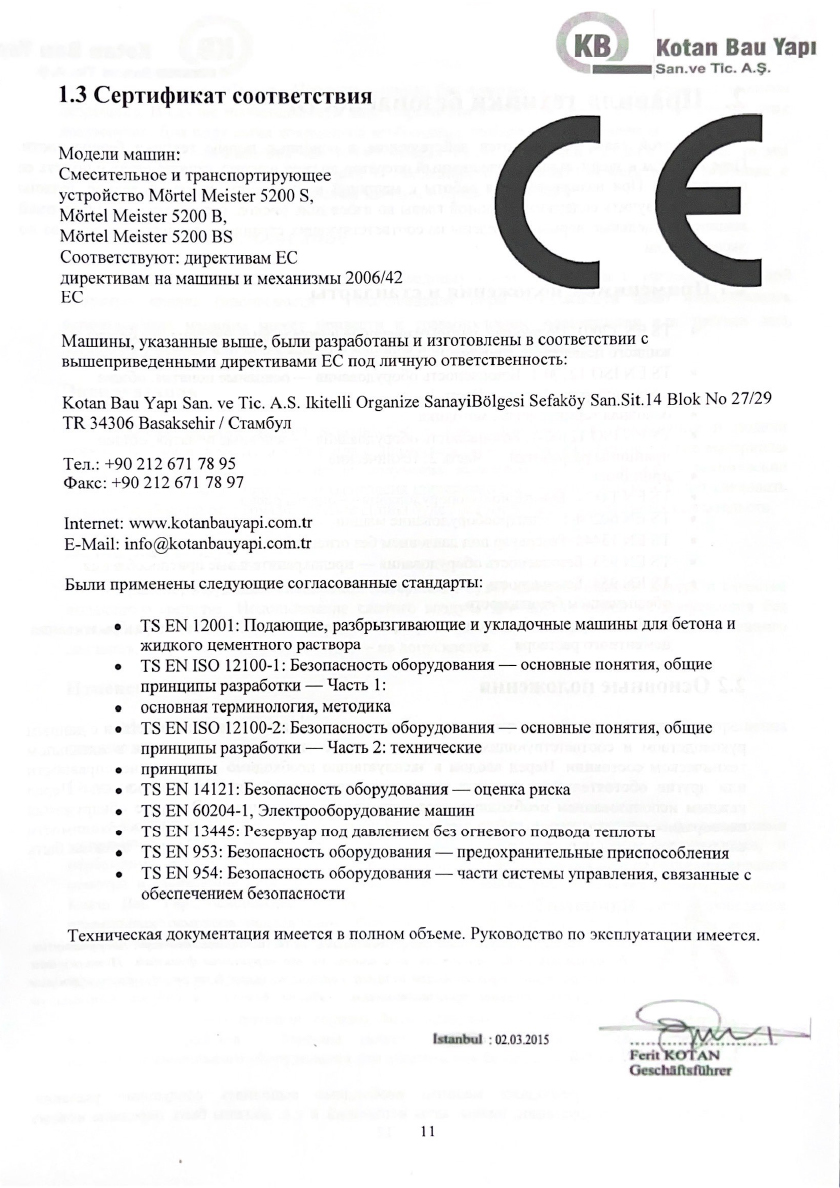 KB Kotan Bau Yapı
San.ve Tic. A.Ş.
1.3 Сертификат соответствия
CE
Модели машин:
Смесительное и транспортирующее
устройство Mörtel Meister 5200 S,
Mörtel Meister 5200 B,
Mörtel Meister 5200 BS
Соответствуют: директивам ЕС
директивам на машины и механизмы 2006/42
ЕС
Машины, указанные выше, были разработаны и изготовлены в соответствии с
вышеприведенными директивами ЕС под личную ответственность:
Kotan Bau Yapı San. ve Tic. A.S. Ikitelli Organize SanayiBölgesi Sefaköy San.Sit.14 Blok No 27/29
TR 34306 Basaksehir / Стамбул
Тел.: +90 212 671 78 95
Факс: +90 212 671 78 97
Internet: www.kotanbauyapi.com.tr
E-Mail: info@kotanbauyapi.com.tr
Были применены следующие согласованные стандарты:
• TS EN 12001: Подающие, разбрызгивающие и укладочные машины для бетона и
жидкого цементного раствора
• TS EN ISO 12100-1: Безопасность оборудования — основные понятия, общие
принципы разработки — Часть 1:
• основная терминология, методика
• TS EN ISO 12100-2: Безопасность оборудования — основные понятия, общие
принципы разработки — Часть 2: технические
• принципы
• TS EN 14121: Безопасность оборудования — оценка риска
• TS EN 60204-1, Электрооборудование машин
• TS EN 13445: Резервуар под давлением без огневого подвода теплоты
• TS EN 953: Безопасность оборудования — предохранительные приспособления
• TS EN 954: Безопасность оборудования — части системы управления, связанные с
обеспечением безопасности
Техническая документация имеется в полном объеме. Руководство по эксплуатации имеется.
Istanbul : 02.03.2015
Ferit KOTAN
Geschäftsführer
11